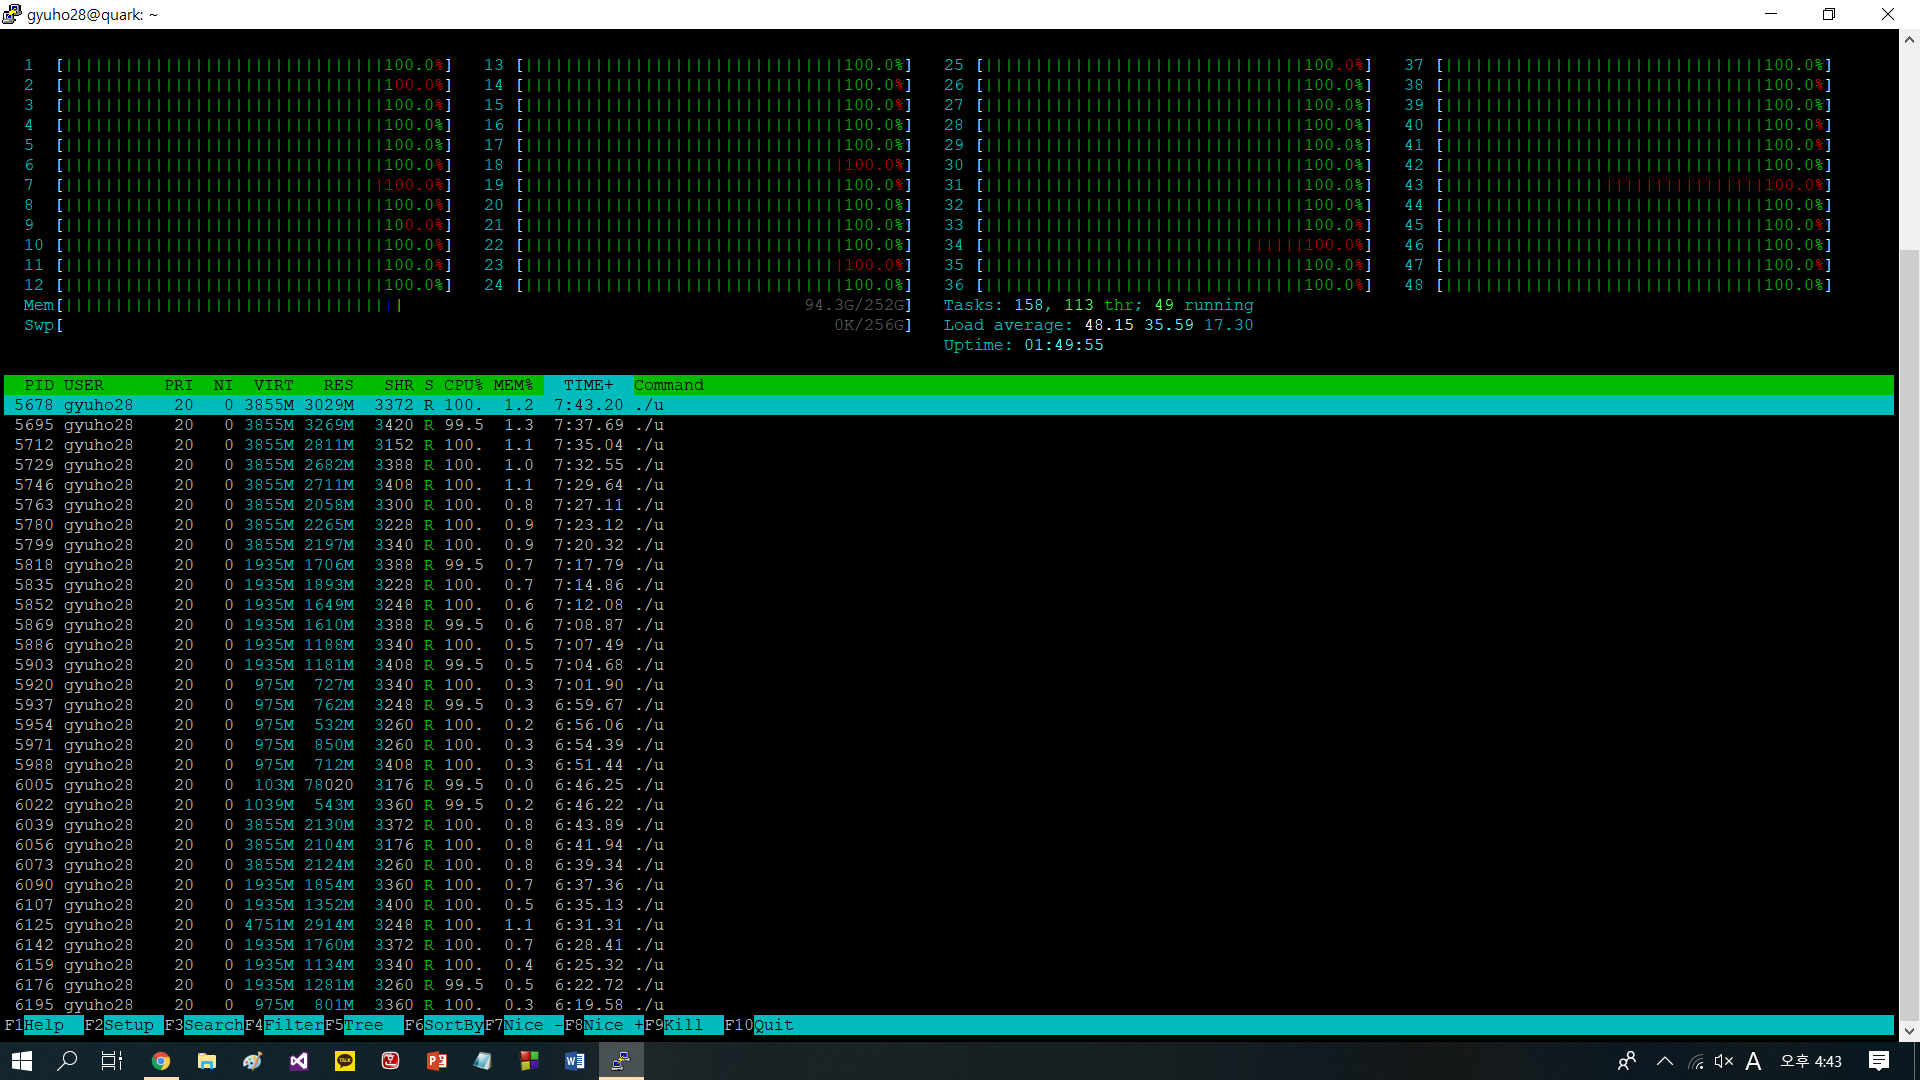 gyuho28@quark: ~
1 [||||||||||||||||||||||||||||||||100.0%] 13 [||||||||||||||||||||||||||||||||100.0%] 25 [||||||||||||||||||||||||||||||||100.0%] 37 [||||||||||||||||||||||||||||||||100.0%]
2 [||||||||||||||||||||||||||||||||100.0%] 14 [||||||||||||||||||||||||||||||||100.0%] 26 [||||||||||||||||||||||||||||||||100.0%] 38 [||||||||||||||||||||||||||||||||100.0%]
3 [||||||||||||||||||||||||||||||||100.0%] 15 [||||||||||||||||||||||||||||||||100.0%] 27 [||||||||||||||||||||||||||||||||100.0%] 39 [||||||||||||||||||||||||||||||||100.0%]
4 [||||||||||||||||||||||||||||||||100.0%] 16 [||||||||||||||||||||||||||||||||100.0%] 28 [||||||||||||||||||||||||||||||||100.0%] 40 [||||||||||||||||||||||||||||||||100.0%]
5 [||||||||||||||||||||||||||||||||100.0%] 17 [||||||||||||||||||||||||||||||||100.0%] 29 [||||||||||||||||||||||||||||||||100.0%] 41 [||||||||||||||||||||||||||||||||100.0%]
6 [||||||||||||||||||||||||||||||||100.0%] 18 [||||||||||||||||||||||||||||||||100.0%] 30 [||||||||||||||||||||||||||||||||100.0%] 42 [||||||||||||||||||||||||||||||||100.0%]
7 [||||||||||||||||||||||||||||||||100.0%] 19 [||||||||||||||||||||||||||||||||100.0%] 31 [||||||||||||||||||||||||||||||||100.0%] 43 [||||||||||||||||||||||||||||||||100.0%]
8 [||||||||||||||||||||||||||||||||100.0%] 20 [||||||||||||||||||||||||||||||||100.0%] 32 [||||||||||||||||||||||||||||||||100.0%] 44 [||||||||||||||||||||||||||||||||100.0%]
9 [||||||||||||||||||||||||||||||||100.0%] 21 [||||||||||||||||||||||||||||||||100.0%] 33 [||||||||||||||||||||||||||||||||100.0%] 45 [||||||||||||||||||||||||||||||||100.0%]
10 [||||||||||||||||||||||||||||||||100.0%] 22 [||||||||||||||||||||||||||||||||100.0%] 34 [||||||||||||||||||||||||||||||||100.0%] 46 [||||||||||||||||||||||||||||||||100.0%]
11 [||||||||||||||||||||||||||||||||100.0%] 23 [||||||||||||||||||||||||||||||||100.0%] 35 [||||||||||||||||||||||||||||||||100.0%] 47 [||||||||||||||||||||||||||||||||100.0%]
12 [||||||||||||||||||||||||||||||||100.0%] 24 [||||||||||||||||||||||||||||||||100.0%] 36 [||||||||||||||||||||||||||||||||100.0%] 48 [||||||||||||||||||||||||||||||||100.0%]
Mem[|||||||||||||||||||||||||||||||||| 94.3G/252G] Tasks: 158, 113 thr; 49 running
Swp[ 0K/256G] Load average: 48.15 35.59 17.30
Uptime: 01:49:55
PID USER PRI NI VIRT RES SHR S CPU% MEM% TIME+ Command
5678 gyuho28 20 0 3855M 3029M 3372 R 100. 1.2 7:43.20 ./u
5695 gyuho28 20 0 3855M 3269M 3420 R 99.5 1.3 7:37.69 ./u
5712 gyuho28 20 0 3855M 2811M 3152 R 100. 1.1 7:35.04 ./u
5729 gyuho28 20 0 3855M 2682M 3388 R 100. 1.0 7:32.55 ./u
5746 gyuho28 20 0 3855M 2711M 3408 R 100. 1.1 7:29.64 ./u
5763 gyuho28 20 0 3855M 2058M 3300 R 100. 0.8 7:27.11 ./u
5780 gyuho28 20 0 3855M 2265M 3228 R 100. 0.9 7:23.12 ./u
5799 gyuho28 20 0 3855M 2197M 3340 R 100. 0.9 7:20.32 ./u
5818 gyuho28 20 0 1935M 1706M 3388 R 99.5 0.7 7:17.79 ./u
5835 gyuho28 20 0 1935M 1893M 3228 R 100. 0.7 7:14.86 ./u
5852 gyuho28 20 0 1935M 1649M 3248 R 100. 0.6 7:12.08 ./u
5869 gyuho28 20 0 1935M 1610M 3388 R 99.5 0.6 7:08.87 ./u
5886 gyuho28 20 0 1935M 1188M 3340 R 100. 0.5 7:07.49 ./u
5903 gyuho28 20 0 1935M 1181M 3408 R 99.5 0.5 7:04.68 ./u
5920 gyuho28 20 0 975M 727M 3340 R 100. 0.3 7:01.90 ./u
5937 gyuho28 20 0 975M 762M 3248 R 99.5 0.3 6:59.67 ./u
5954 gyuho28 20 0 975M 532M 3260 R 100. 0.2 6:56.06 ./u
5971 gyuho28 20 0 975M 850M 3260 R 100. 0.3 6:54.39 ./u
5988 gyuho28 20 0 975M 712M 3408 R 100. 0.3 6:51.44 ./u
6005 gyuho28 20 0 103M 78020 3176 R 99.5 0.0 6:46.25 ./u
6022 gyuho28 20 0 1039M 543M 3360 R 99.5 0.2 6:46.22 ./u
6039 gyuho28 20 0 3855M 2130M 3372 R 100. 0.8 6:43.89 ./u
6056 gyuho28 20 0 3855M 2104M 3176 R 100. 0.8 6:41.94 ./u
6073 gyuho28 20 0 3855M 2124M 3260 R 100. 0.8 6:39.34 ./u
6090 gyuho28 20 0 1935M 1854M 3360 R 100. 0.7 6:37.36 ./u
6107 gyuho28 20 0 1935M 1352M 3400 R 100. 0.5 6:35.13 ./u
6125 gyuho28 20 0 4751M 2914M 3248 R 100. 1.1 6:31.31 ./u
6142 gyuho28 20 0 1935M 1760M 3372 R 100. 0.7 6:28.41 ./u
6159 gyuho28 20 0 1935M 1134M 3340 R 100. 0.4 6:25.32 ./u
6176 gyuho28 20 0 1935M 1281M 3260 R 99.5 0.5 6:22.72 ./u
6195 gyuho28 20 0 975M 801M 3360 R 100. 0.3 6:19.58 ./u
F1Help F2Setup F3SearchF4FilterF5Tree F6SortByF7Nice -F8Nice +F9Kill F10Quit
TALK A 오후 4:43